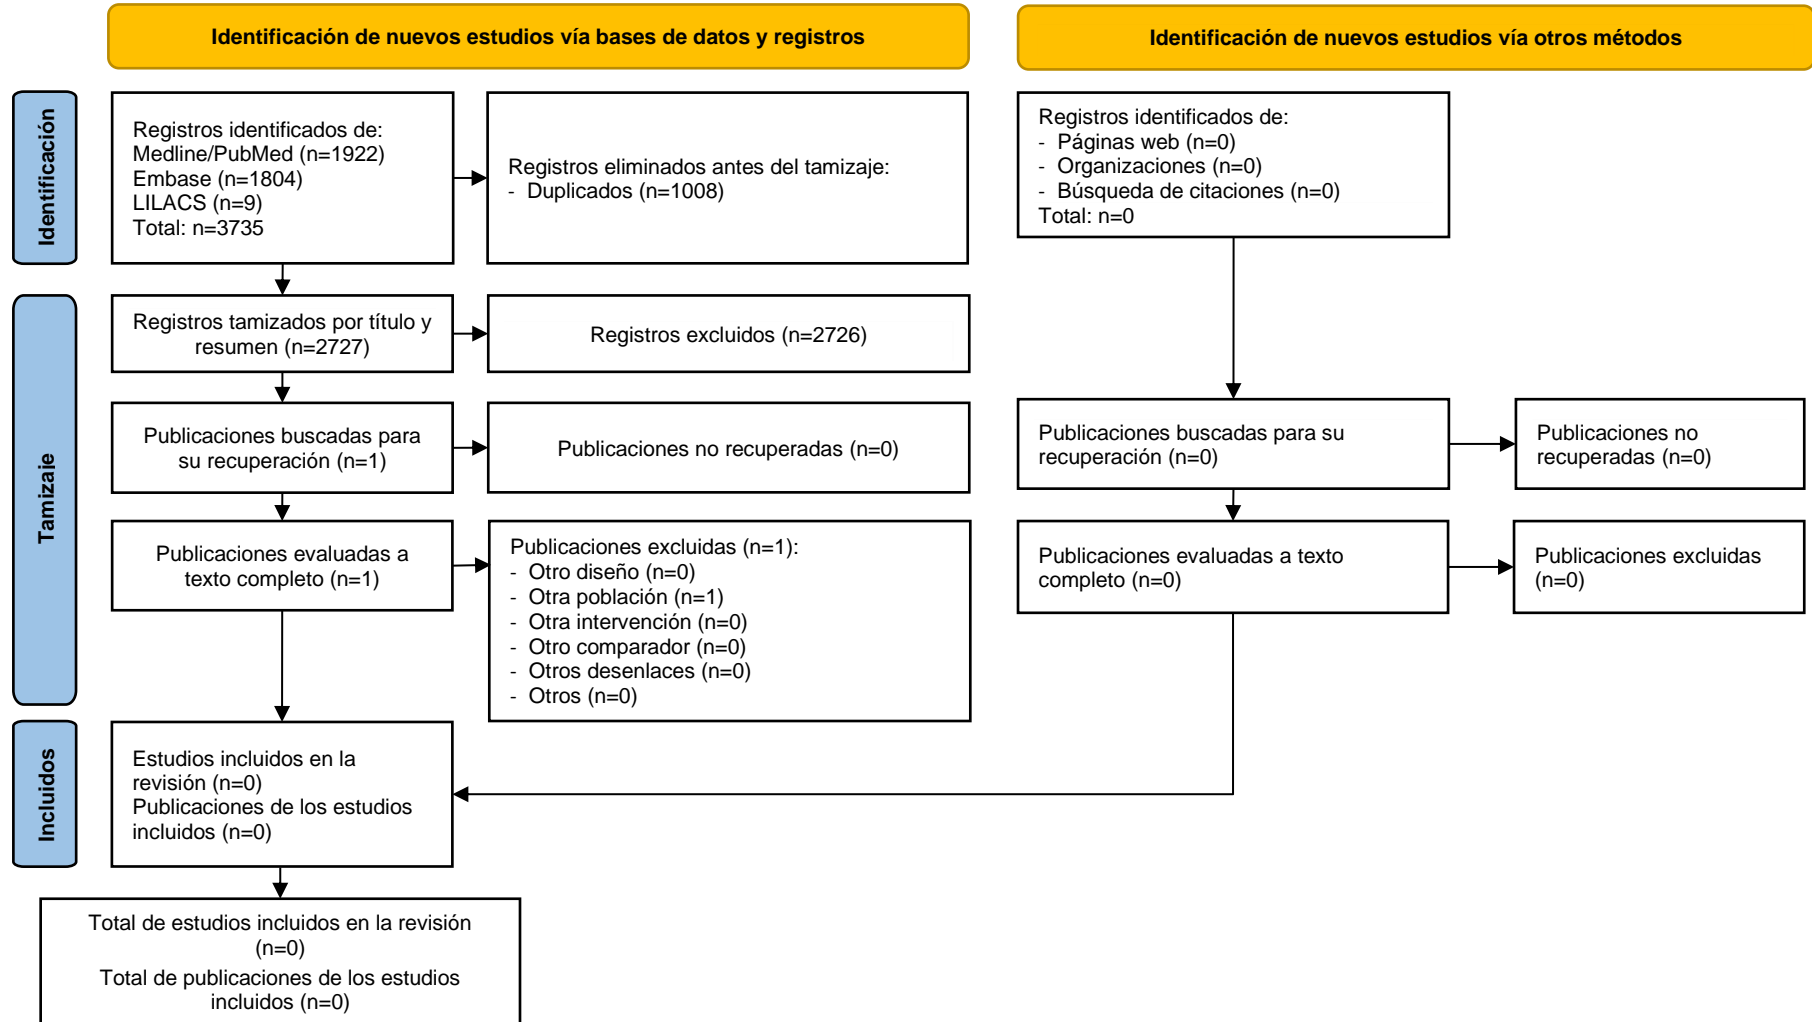 Identificación de nuevos estudios vía bases de datos y registros
Identificación de nuevos estudios vía otros métodos
Identificación
Registros identificados de:
Medline/PubMed (n=1922)
Embase (n=1804)
LILACS (n=9)
Total: n=3735
Registros eliminados antes del tamizaje:
- Duplicados (n=1008)
Registros identificados de:
- Páginas web (n=0)
- Organizaciones (n=0)
- Búsqueda de citaciones (n=0)
Total: n=0
Tamizaje
Registros tamizados por título y
resumen (n=2727)
Registros excluidos (n=2726)
Publicaciones buscadas para
su recuperación (n=1)
Publicaciones no recuperadas (n=0)
Publicaciones buscadas para su
recuperación (n=0)
Publicaciones no
recuperadas (n=0)
Publicaciones evaluadas a
texto completo (n=1)
Publicaciones excluidas (n=1):
- Otro diseño (n=0)
- Otra población (n=1)
- Otra intervención (n=0)
- Otro comparador (n=0)
- Otros desenlaces (n=0)
- Otros (n=0)
Publicaciones evaluadas a texto
completo (n=0)
Publicaciones excluidas
(n=0)
Incluidos
Estudios incluidos en la
revisión (n=0)
Publicaciones de los estudios
incluidos (n=0)
Total de estudios incluidos en la revisión
(n=0)
Total de publicaciones de los estudios
incluidos (n=0)